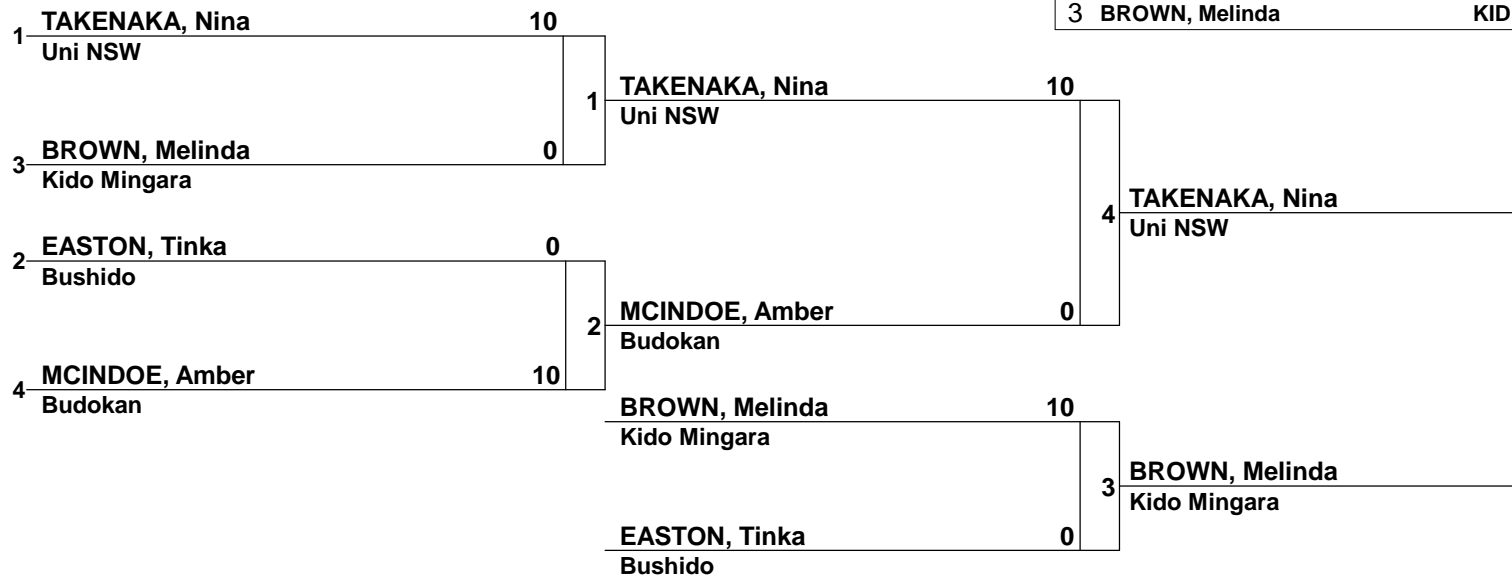 3 BROWN, Melinda KID
1 TAKENAKA, Nina 10
Uni NSW
3 BROWN, Melinda 0
Kido Mingara
1
2 EASTON, Tinka 0
Bushido
4 MCINDOE, Amber 10
Budokan
2
TAKENAKA, Nina 10
Uni NSW
MCINDOE, Amber 0
Budokan
4
TAKENAKA, Nina
Uni NSW
BROWN, Melinda 10
Kido Mingara
EASTON, Tinka 0
Bushido
3
BROWN, Melinda
Kido Mingara